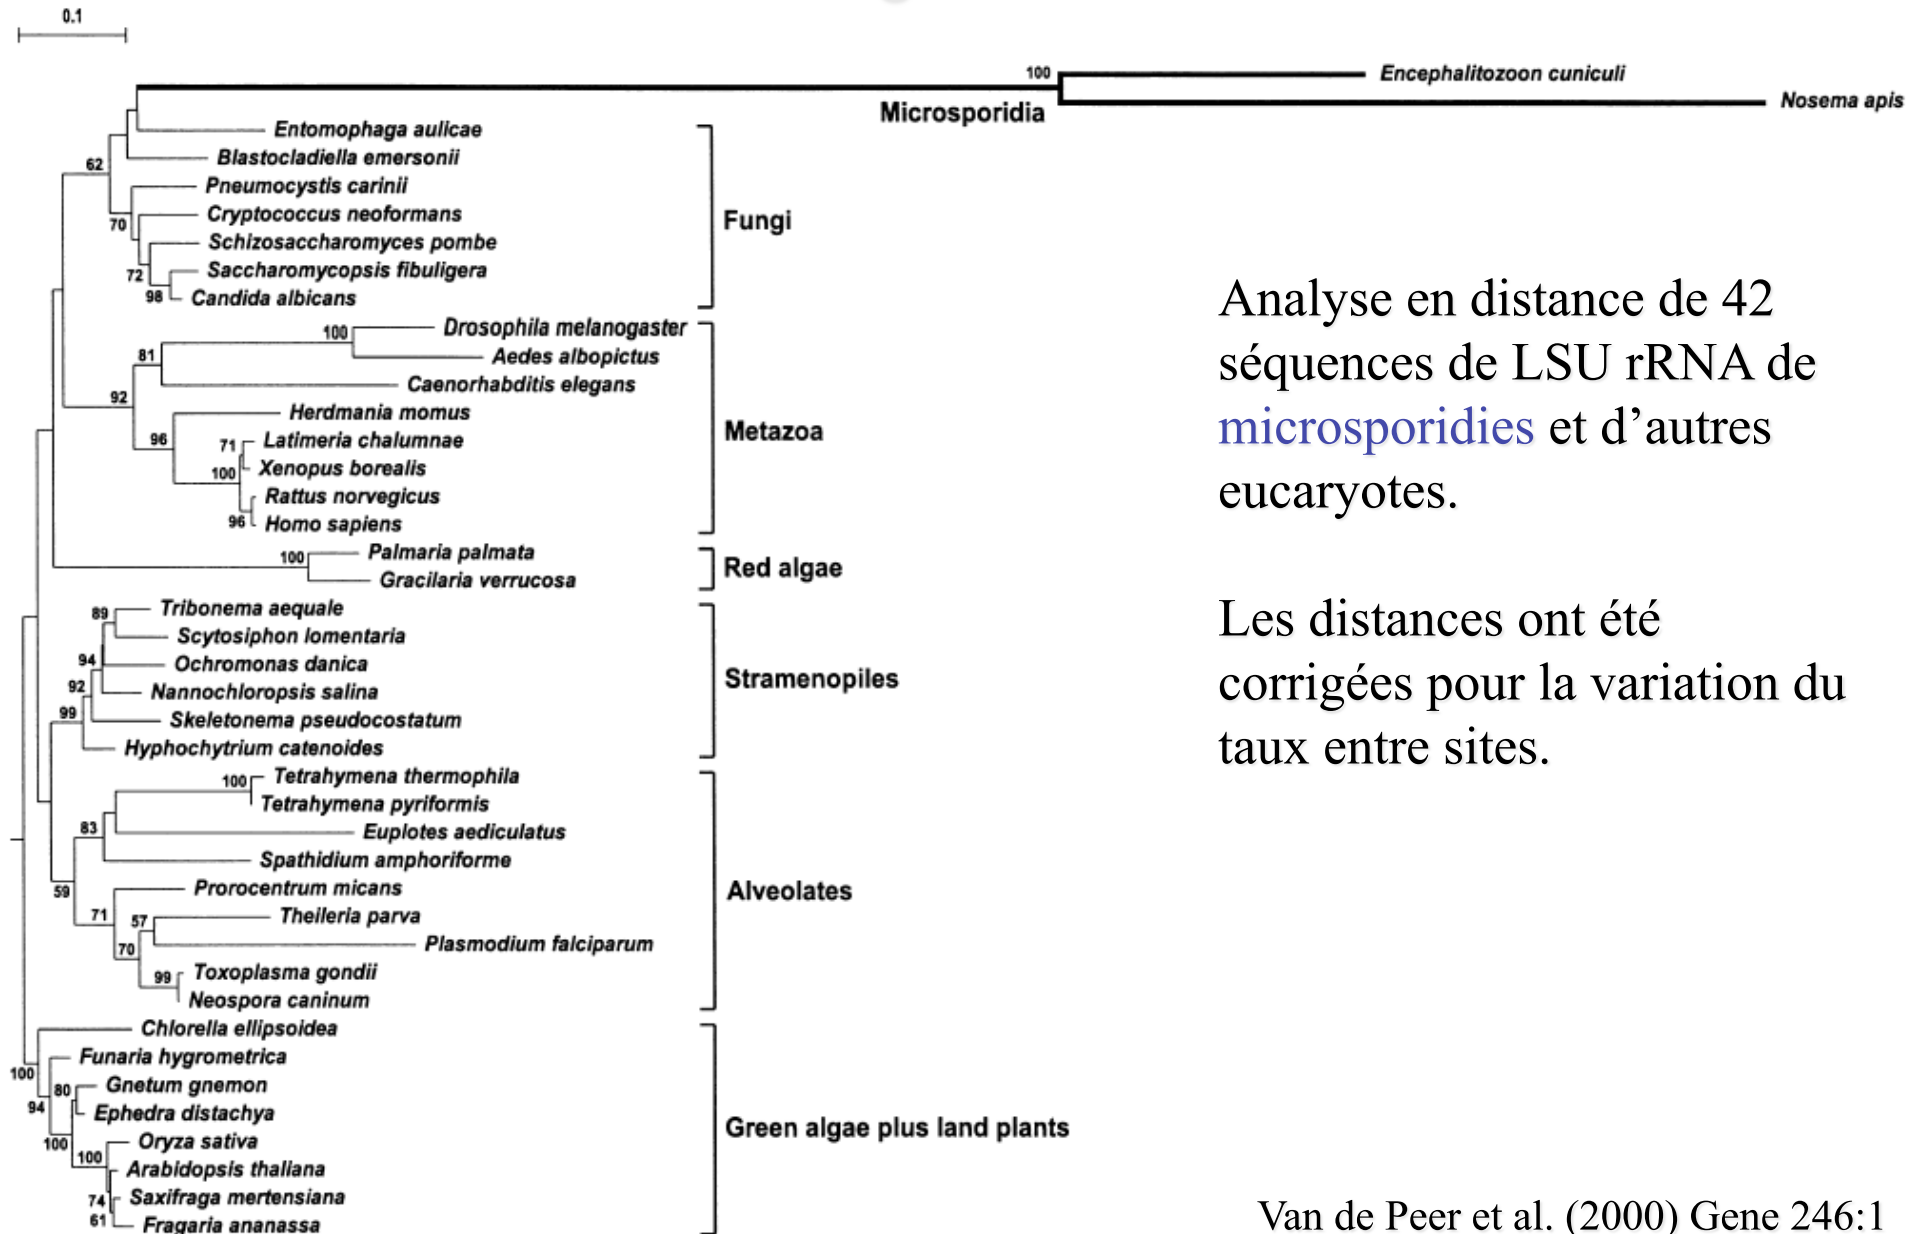 0.1
100
Encephalitozoon cuniculi
Nosema apis
Microsporidia
Entomophaga aulicae
62
Blastocladiella emersonii
Pneumocystis carinii
70
Cryptococcus neoformans
Fungi
Schizosaccharomyces pombe
72
Saccharomycopsis fibuligera
98
Candida albicans
100
Drosophila melanogaster
81
Aedes albopictus
Caenorhabditis elegans
92
Herdmania momus
96
71
Latimeria chalumnae
Metazoa
100
Xenopus borealis
Rattus norvegicus
96
Homo sapiens
100
Palmaria palmata
Red algae
Gracilaria verrucosa
89
Tribonema aequale
Scytosiphon lomentaria
94
Ochromonas danica
92
Nannochloropsis salina
Stramenopiles
99
Skeletonema pseudocostatum
Hyphochytrium catenoides
100
Tetrahymena thermophila
Tetrahymena pyriformis
83
Euplotes aediculatus
Spathidium amphoriforme
59
Prorocentrum micans
Alveolates
71
57
Theileria parva
70
Plasmodium falciparum
99
Toxoplasma gondii
Neospora caninum
Chlorella ellipsoidea
100
Funaria hygrometrica
80
Gnetum gnemon
94
Ephedra distachya
100
Oryza sativa
Green algae plus land plants
100
Arabidopsis thaliana
74
Saxifraga mertensiana
61
Fragaria ananassa
Analyse en distance de 42
séquences de LSU rRNA de
microsporidies et d’autres
eucaryotes.
Les distances ont été
corrigées pour la variation du
taux entre sites.
Van de Peer et al. (2000) Gene 246:1